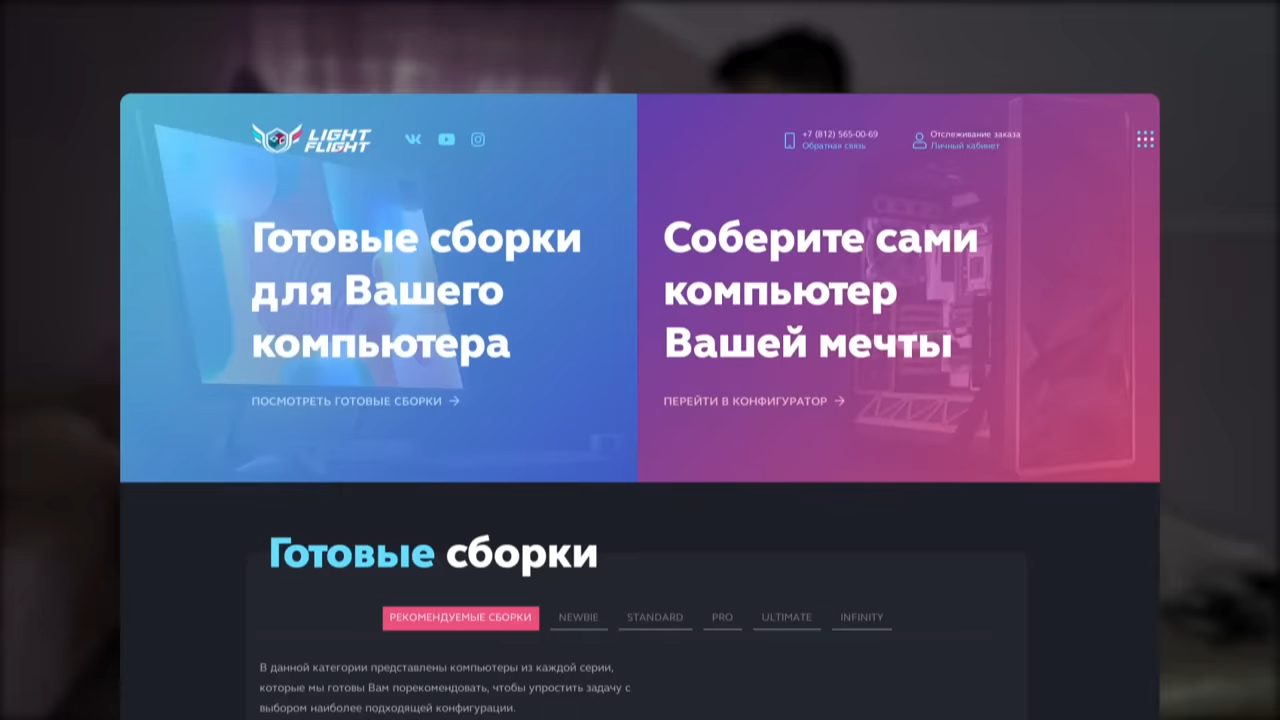 LIGHT
FLIGHT
+7 (812) 565-00-69
Обратная связь
Отслеживание заказа
Личный кабинет
Готовые сборки
для Вашего
компьютера
ПОСМОТРЕТЬ ГОТОВЫЕ СБОРКИ →
Соберите сами
компьютер
Вашей мечты
ПЕРЕЙТИ В КОНФИГУРАТОР →
Готовые сборки
РЕКОМЕНДУЕМЫЕ СБОРКИ NEWBIE STANDARD PRO ULTIMATE INFINITY
В данной категории представлены компьютеры из каждой серии,
которые мы готовы Вам порекомендовать, чтобы упростить задачу с
выбором наиболее подходящей конфигурации.